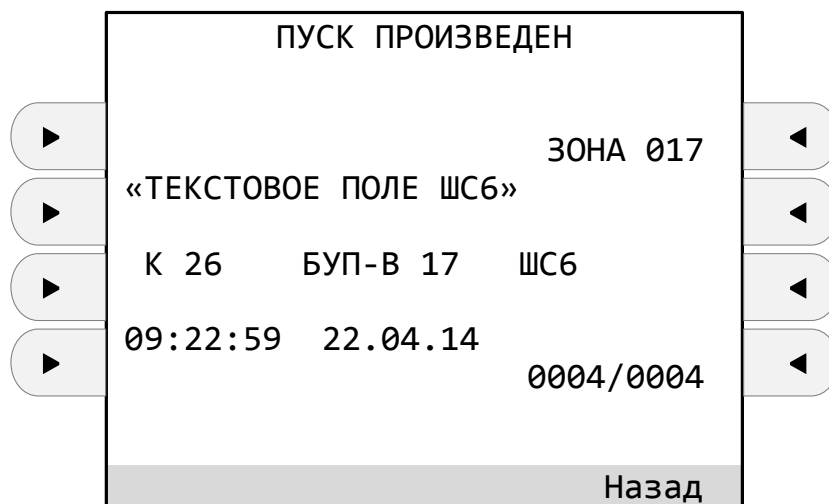 ПУСК ПРОИЗВЕДЕН
ЗОНА 017
«ТЕКСТОВОЕ ПОЛЕ ШС6»
К 26 БУП-В 17 ШС6
09:22:59 22.04.14
0004/0004
Назад